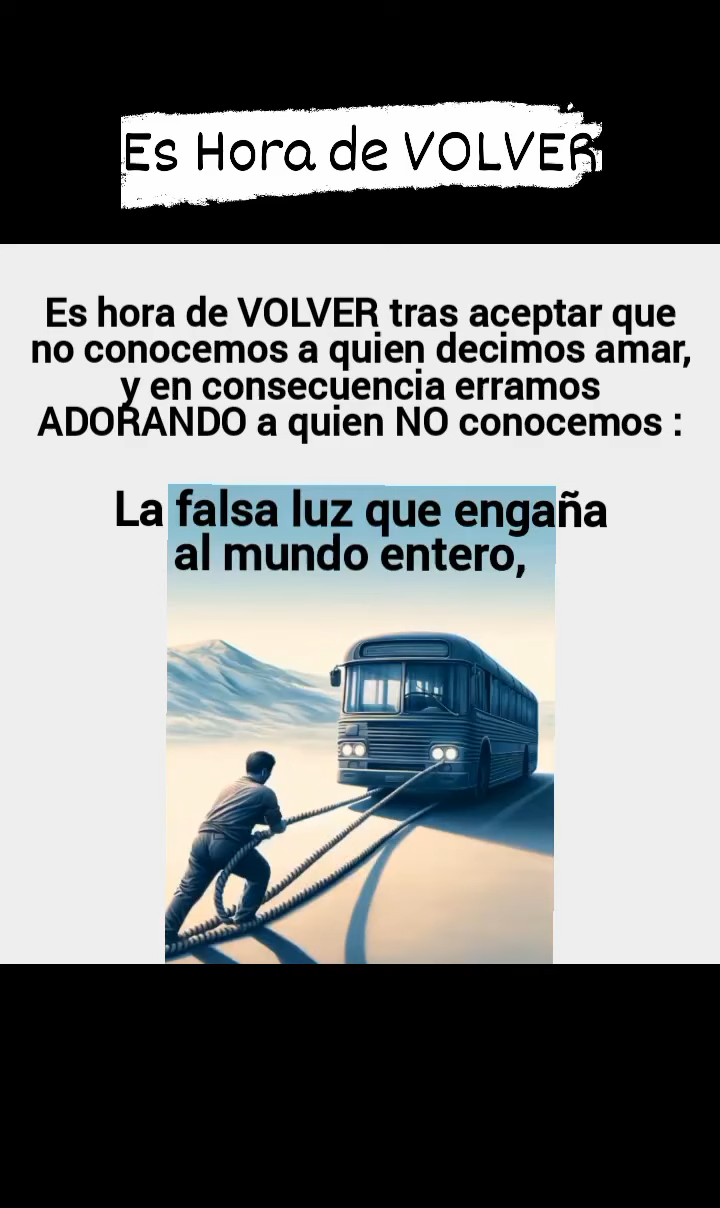 Es Hora de VOLVER
Es hora de VOLVER tras aceptar que
no conocemos a quien decimos amar,
y en consecuencia erramos
ADORANDO a quien NO conocemos :
La falsa luz que engaña
al mundo entero,